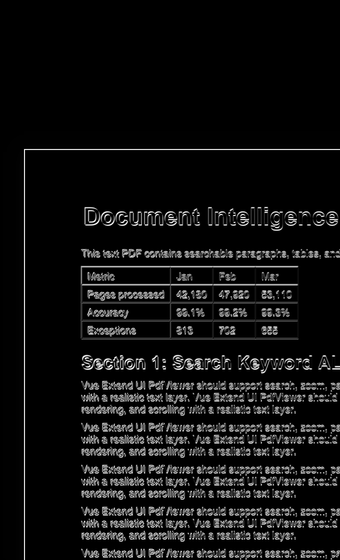 Document Intelligence
This text PDF contains searchable paragraphs, tables, and
Metric Jan Feb Mar
Pages processed 42,180 47,920 53,110
Accuracy 99.1% 99.2% 99.3%
Exceptions 813 702 665
Section 1: Search Keyword AL
Vue Extend UI PdfViewer should support search, zoom, pa
with a realistic text layer. Vue Extend UI PdfViewer should
rendering, and scrolling with a realistic text layer.
Vue Extend UI PdfViewer should support search, zoom, pa
with a realistic text layer. Vue Extend UI PdfViewer should
rendering, and scrolling with a realistic text layer.
Vue Extend UI PdfViewer should support search, zoom, pa
with a realistic text layer. Vue Extend UI PdfViewer should
rendering, and scrolling with a realistic text layer.
Vue Extend UI PdfViewer should support search, zoom, pa
with a realistic text layer. Vue Extend UI PdfViewer should
rendering, and scrolling with a realistic text layer.
Vue Extend UI PdfViewer should support search, zoom, pa